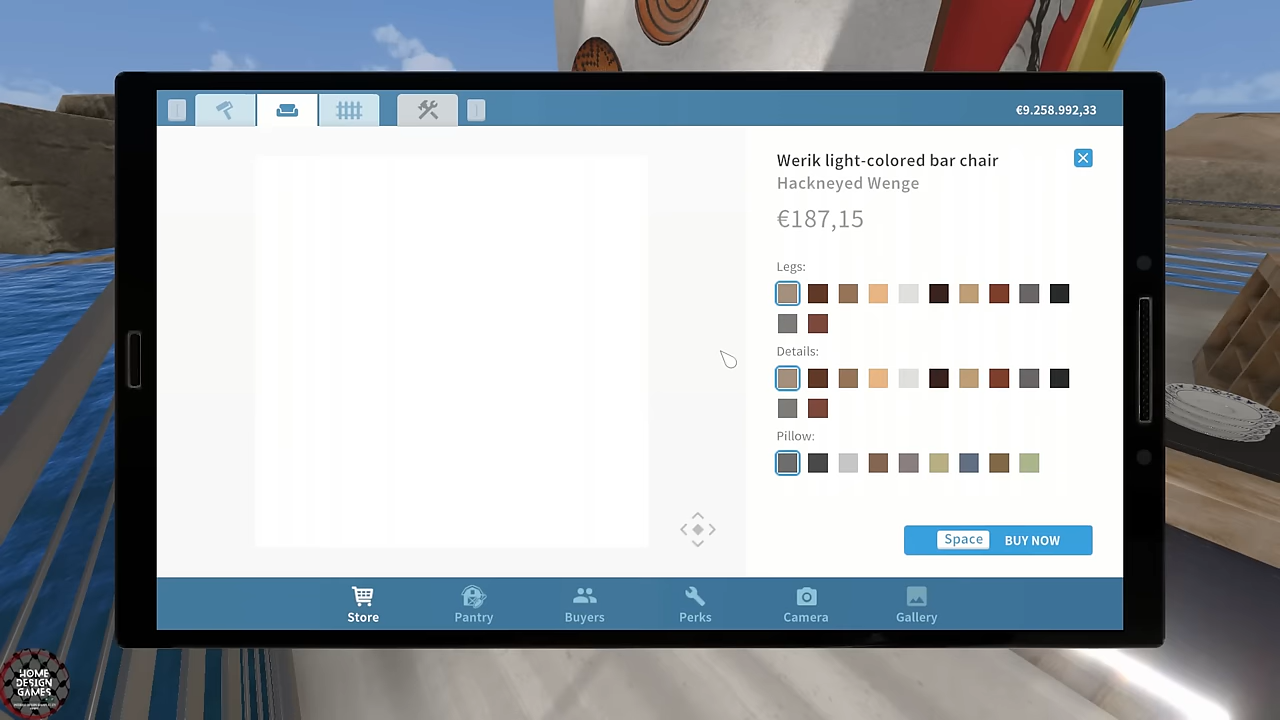 €9.258.992,33
Werik light-colored bar chair
Hackneyed Wenge
€187,15
Legs:
Details:
Pillow:
Space BUY NOW
Store Pantry Buyers Perks Camera Gallery
HOME
DESIGN
GAMES